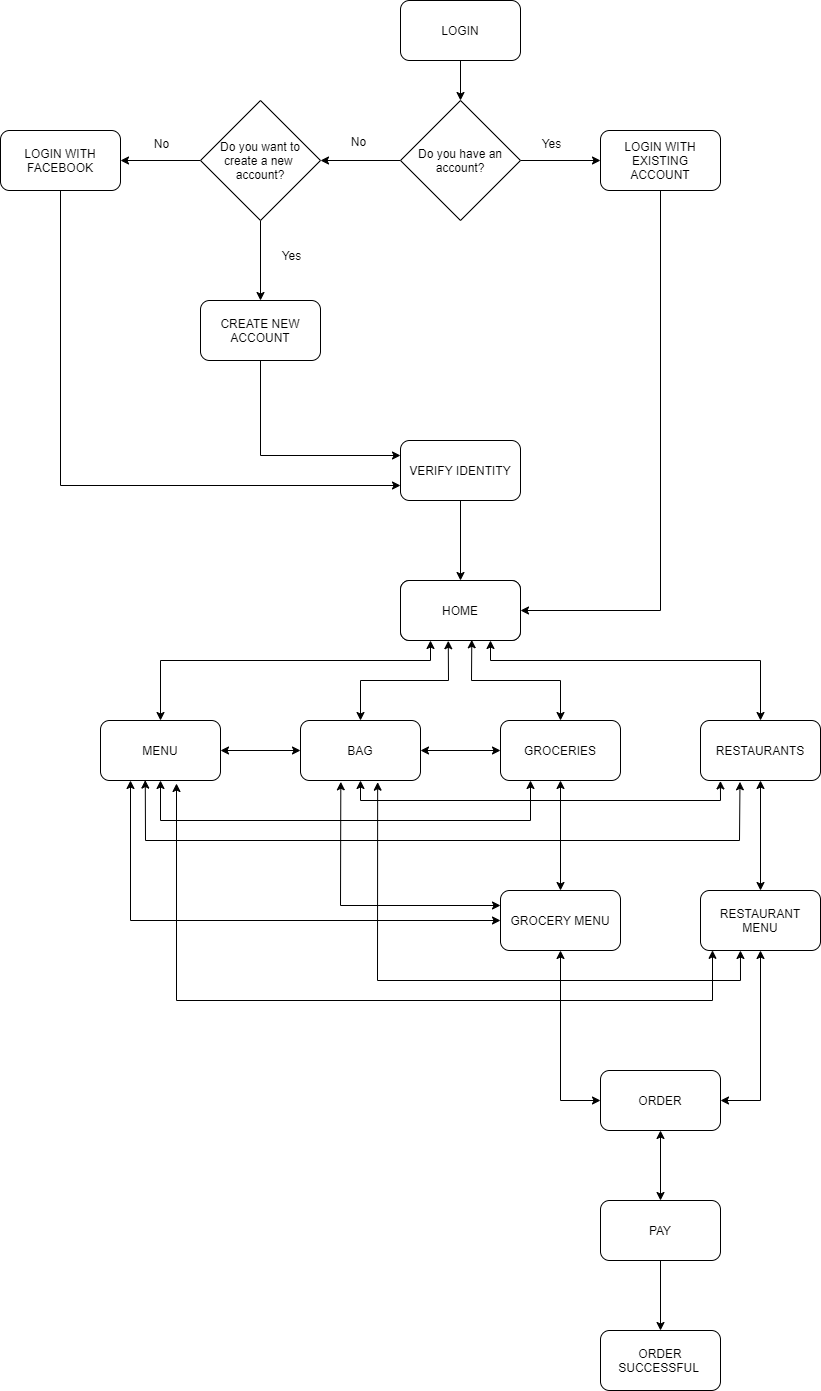 LOGIN
No
No
Yes
LOGIN WITH
FACEBOOK
Do you want to
create a new
account?
Do you have an
account?
LOGIN WITH
EXISTING
ACCOUNT
Yes
CREATE NEW
ACCOUNT
VERIFY IDENTITY
HOME
MENU
BAG
GROCERIES
RESTAURANTS
GROCERY MENU
RESTAURANT
MENU
ORDER
PAY
ORDER
SUCCESSFUL